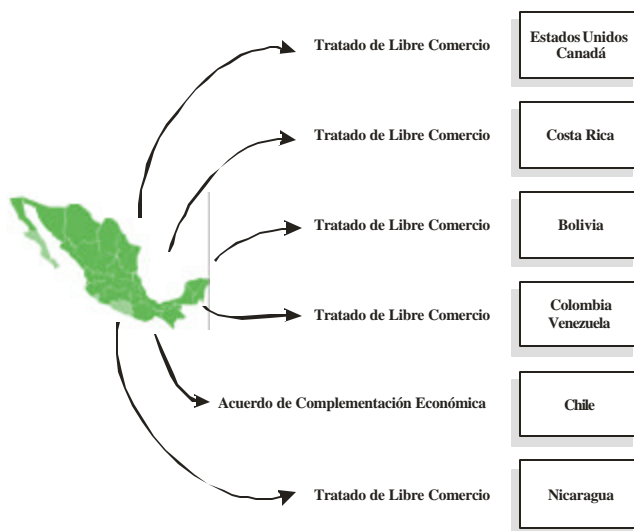 Tratado de Libre Comercio
Estados Unidos
Canadá
Tratado de Libre Comercio
Costa Rica
Tratado de Libre Comercio
Bolivia
Tratado de Libre Comercio
Colombia
Venezuela
Acuerdo de Complementación Económica
Chile
Tratado de Libre Comercio
Nicaragua